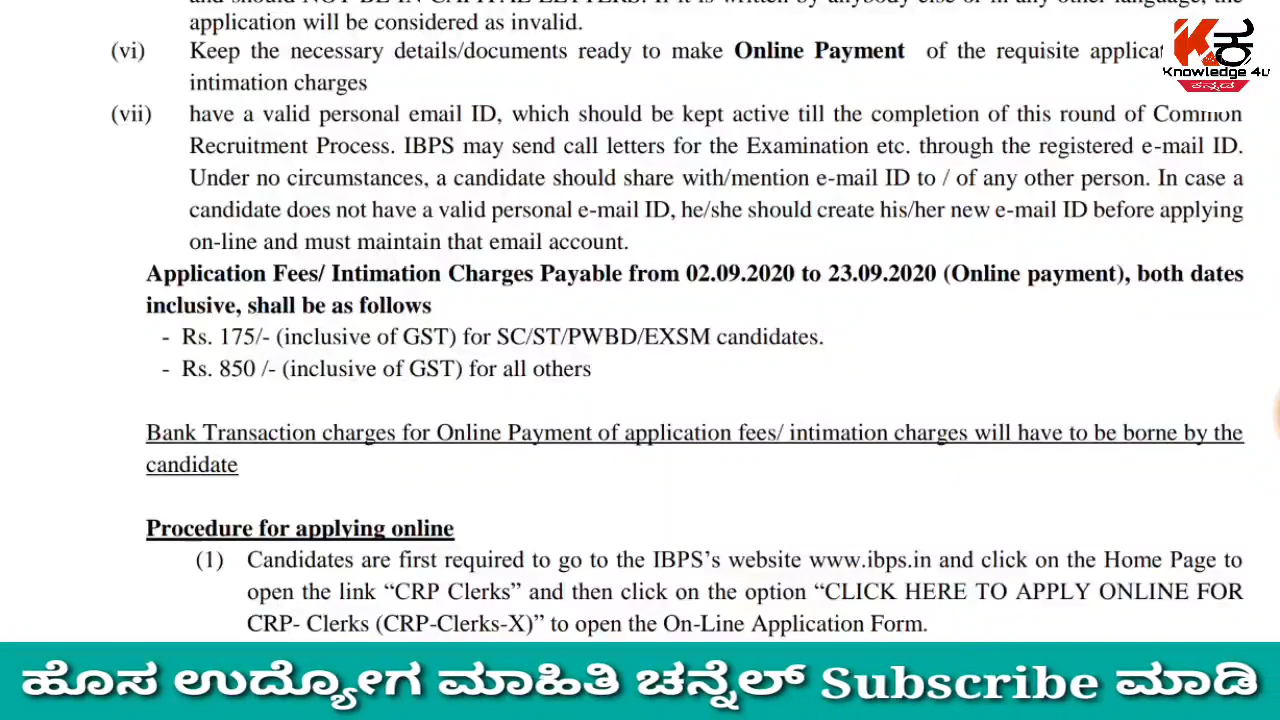 application will be considered as invalid.
(vi) Keep the necessary details/documents ready to make Online Payment of the requisite
intimation charges
(vii) have a valid personal email ID, which should be kept active till the completion of this round of Common
Recruitment Process. IBPS may send call letters for the Examination etc. through the registered e-mail ID.
Under no circumstances, a candidate should share with/mention e-mail ID to / of any other person. In case a
candidate does not have a valid personal e-mail ID, he/she should create his/her new e-mail ID before applying
on-line and must maintain that email account.
Application Fees/ Intimation Charges Payable from 02.09.2020 to 23.09.2020 (Online payment), both dates
inclusive, shall be as follows
- Rs. 175/- (inclusive of GST) for SC/ST/PWBD/EXSM candidates.
- Rs. 850 /- (inclusive of GST) for all others
Bank Transaction charges for Online Payment of application fees/ intimation charges will have to be borne by the
candidate
Procedure for applying online
(1) Candidates are first required to go to the IBPS’s website www.ibps.in and click on the Home Page to
open the link “CRP Clerks” and then click on the option “CLICK HERE TO APPLY ONLINE FOR
CRP- Clerks (CRP-Clerks-X)” to open the On-Line Application Form.
Knowledge 4U
ಕನ್ನಡ
ಹೊಸ ಉದ್ಯೋಗ ಮಾಹಿತಿ ಚನ್ನೆಲ್ Subscribe ಮಾಡಿ